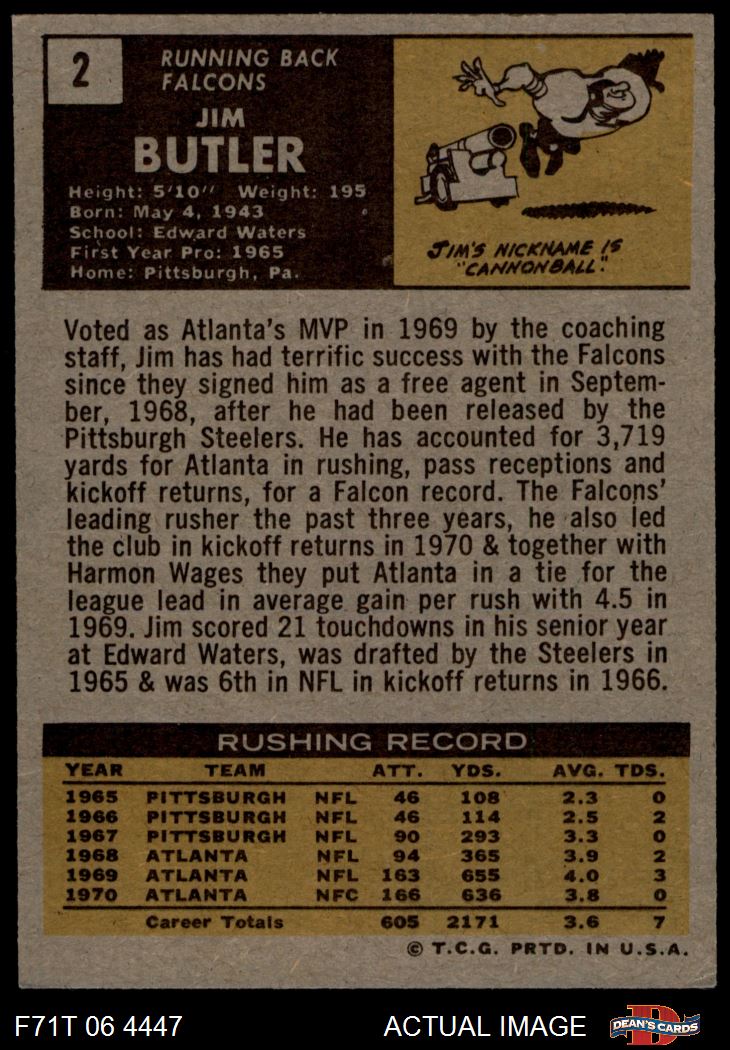 2
RUNNING BACK
FALCONS
JIM
BUTLER
Height: 5'10" Weight: 195
Born: May 4, 1943
School: Edward Waters
First Year Pro: 1965
Home: Pittsburgh, Pa.
JIM'S NICKNAME IS
"CANNONBALL".
Voted as Atlanta's MVP in 1969 by the coaching
staff, Jim has had terrific success with the Falcons
since they signed him as a free agent in Septem-
ber, 1968, after he had been released by the
Pittsburgh Steelers. He has accounted for 3,719
yards for Atlanta in rushing, pass receptions and
kickoff returns, for a Falcon record. The Falcons'
leading rusher the past three years, he also led
the club in kickoff returns in 1970 & together with
Harmon Wages they put Atlanta in a tie for the
league lead in average gain per rush with 4.5 in
1969. Jim scored 21 touchdowns in his senior year
at Edward Waters, was drafted by the Steelers in
1965 & was 6th in NFL in kickoff returns in 1966.
RUSHING RECORD
YEAR TEAM ATT. YDS. AVG. TDS.
1965 PITTSBURGH NFL 46 108 2.3 0
1966 PITTSBURGH NFL 46 114 2.5 2
1967 PITTSBURGH NFL 90 293 3.3 0
1968 ATLANTA NFL 94 365 3.9 2
1969 ATLANTA NFL 163 655 4.0 3
1970 ATLANTA NFC 166 636 3.8 0
Career Totals 605 2171 3.6 7
© T.C.G. PRTD. IN U.S.A.
F71T 06 4447 ACTUAL IMAGE DEAN'S CARDS